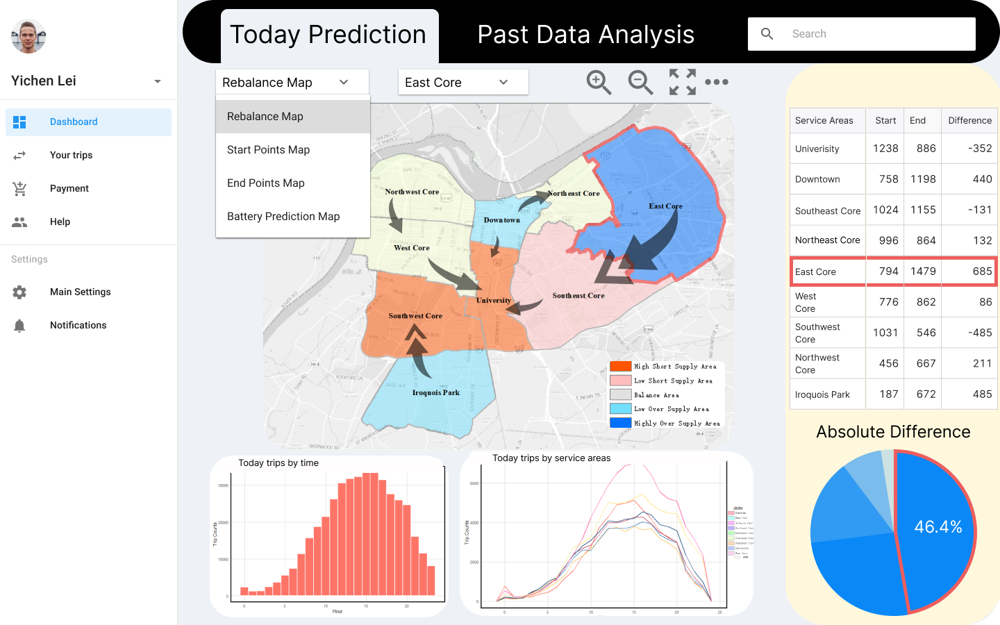 Today Prediction
Past Data Analysis
Search
Yichen Lei
Dashboard
Your trips
Payment
Help
Settings
Main Settings
Notifications
Rebalance Map
East Core
Rebalance Map
Start Points Map
End Points Map
Battery Prediction Map
Northwest Core
Northeast Core
East Core
Downtown
West Core
University
Southeast Core
Southwest Core
Iroquois Park
High Short Supply Area
Low Short Supply Area
Balance Area
Low Over Supply Area
Highly Over Supply Area
Service Areas Start End Difference
Univerisity 1238 886 -352
Downtown 758 1198 440
Southeast Core 1024 1155 -131
Northeast Core 996 864 132
East Core 794 1479 685
West
Core 776 862 86
Southwest
Core 1031 546 -485
Northwest
Core 456 667 211
Iroquois Park 187 672 485
Absolute Difference
46.4%
Today trips by time
Trip Counts
30000
20000
10000
0
0 5 10 15 20
Hour
Today trips by service areas
Trip Counts
6000
4000
2000
0
0 5 10 15 20 25